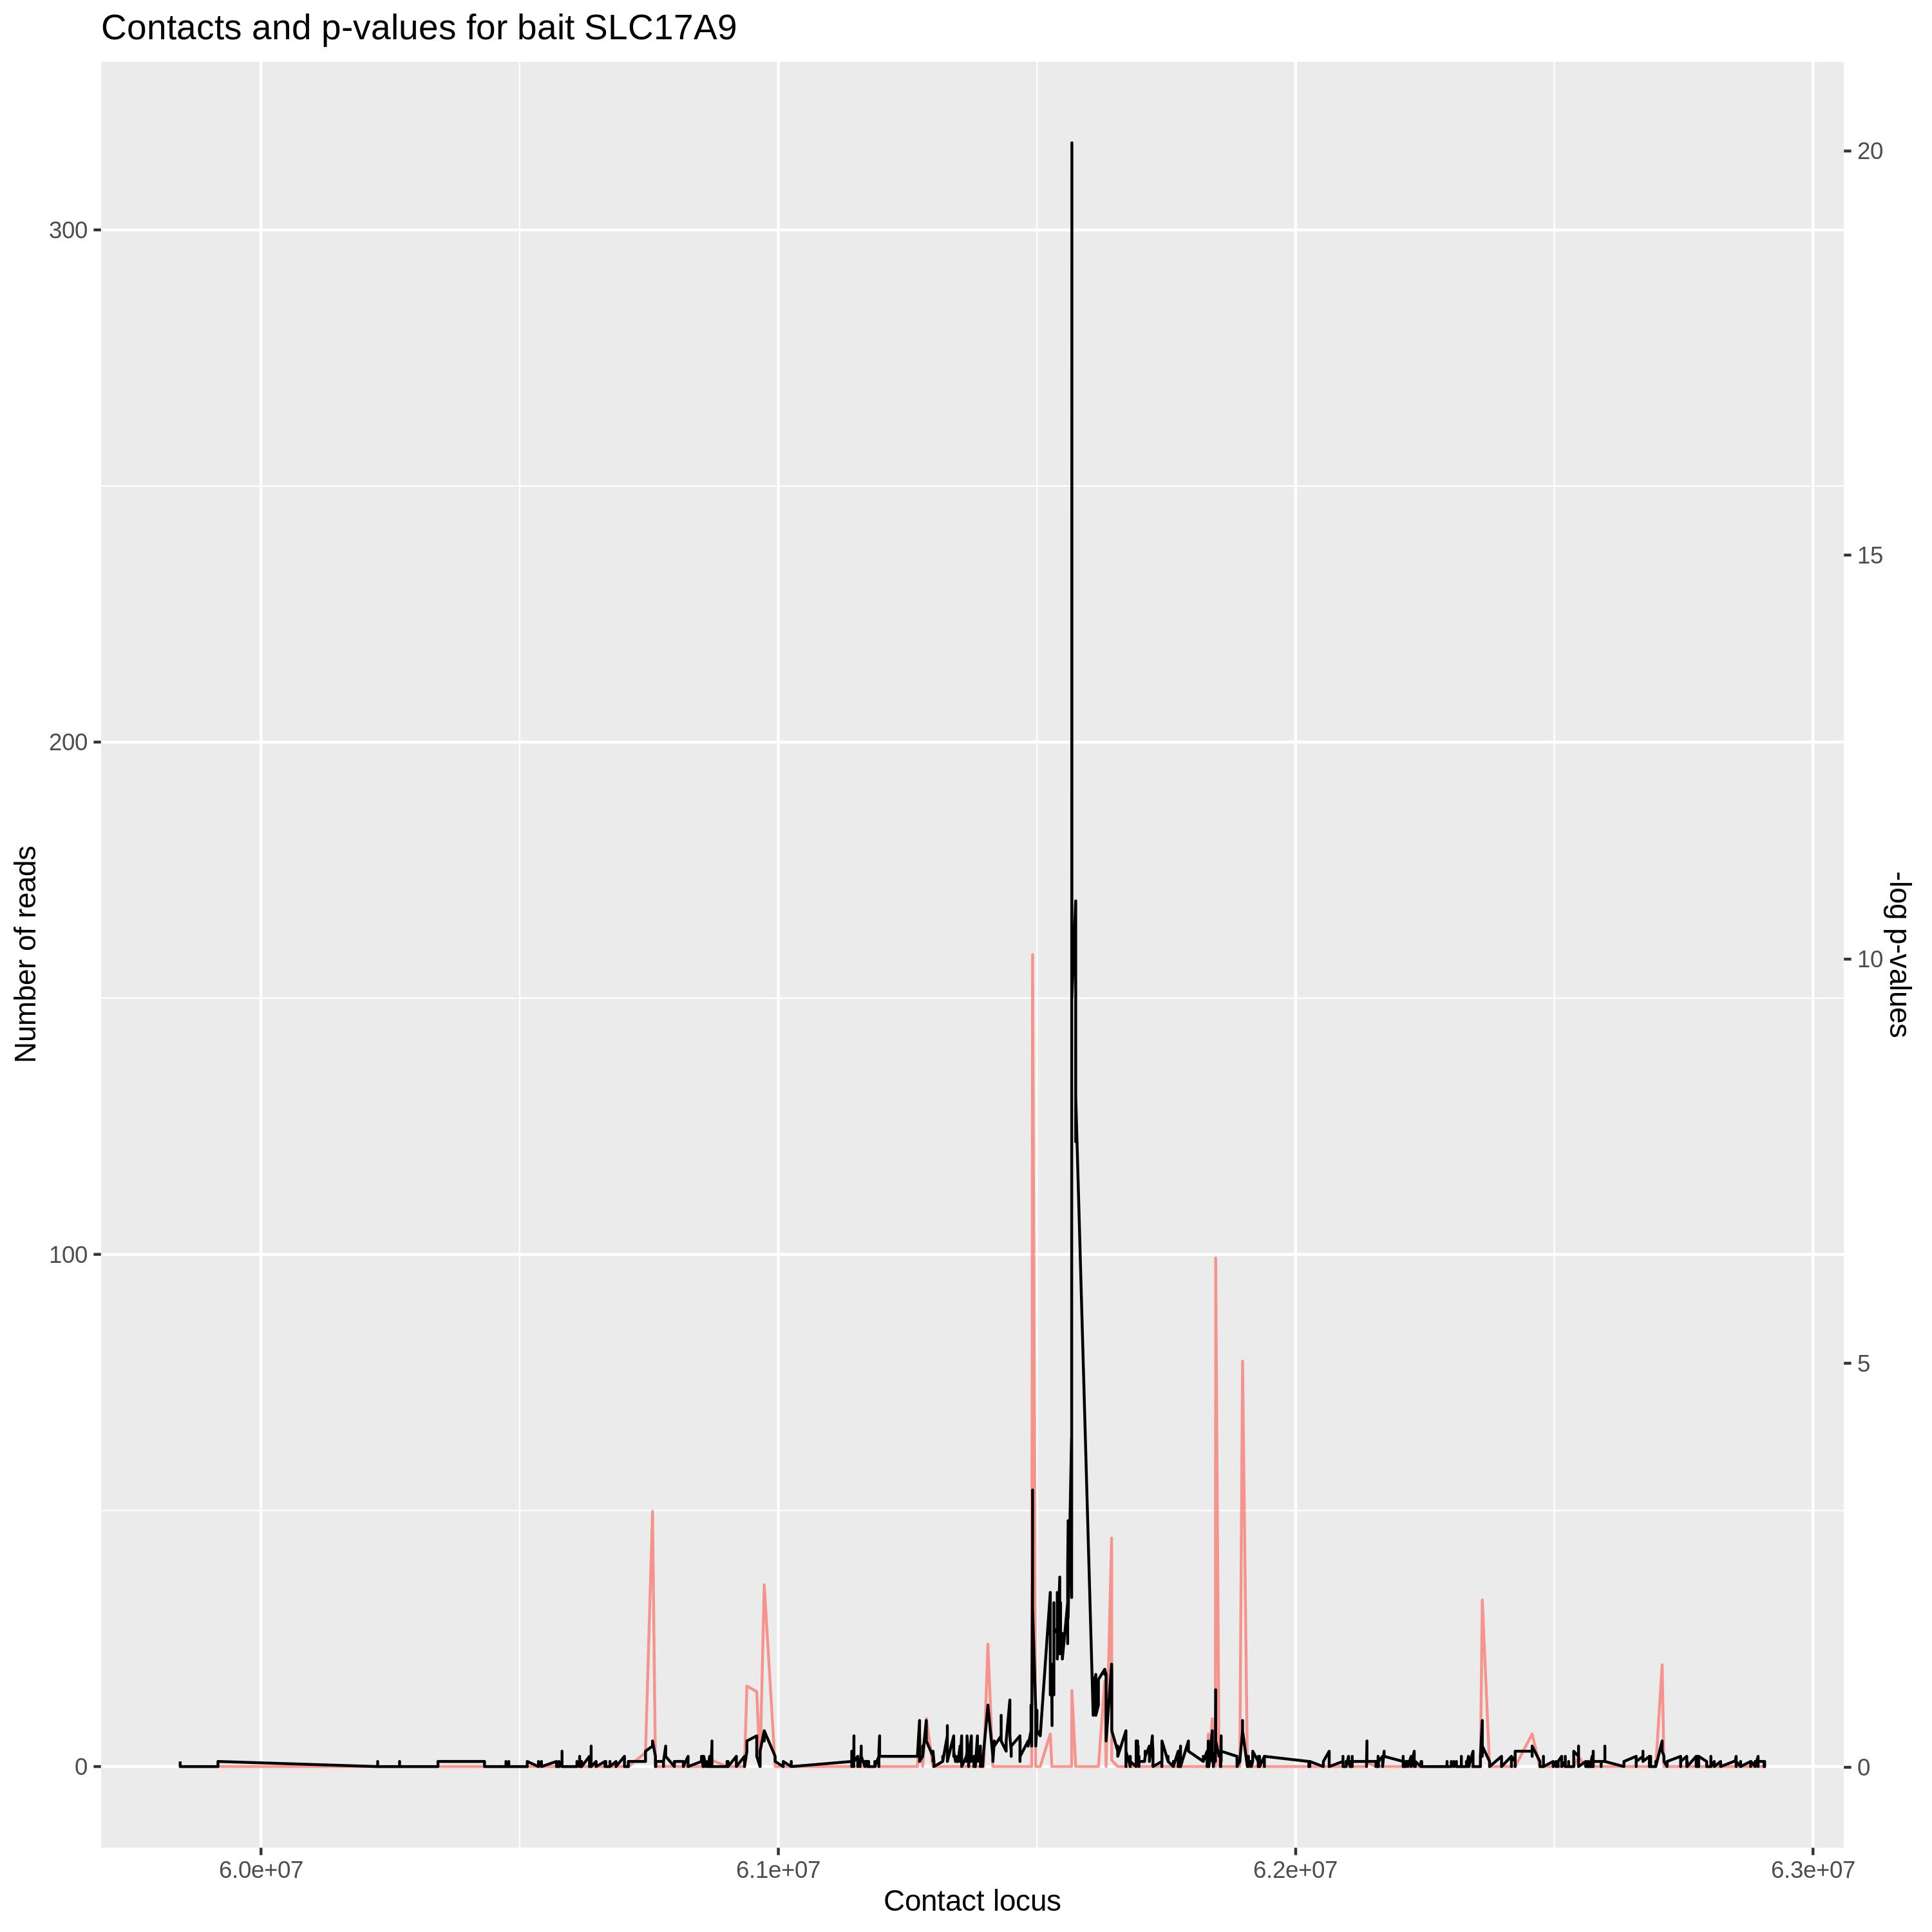 Contacts and p-values for bait SLC17A9
Number of reads
300
200
100
0
20
15
10
5
0
-log p-values
6.0e+07
6.1e+07
6.2e+07
6.3e+07
Contact locus